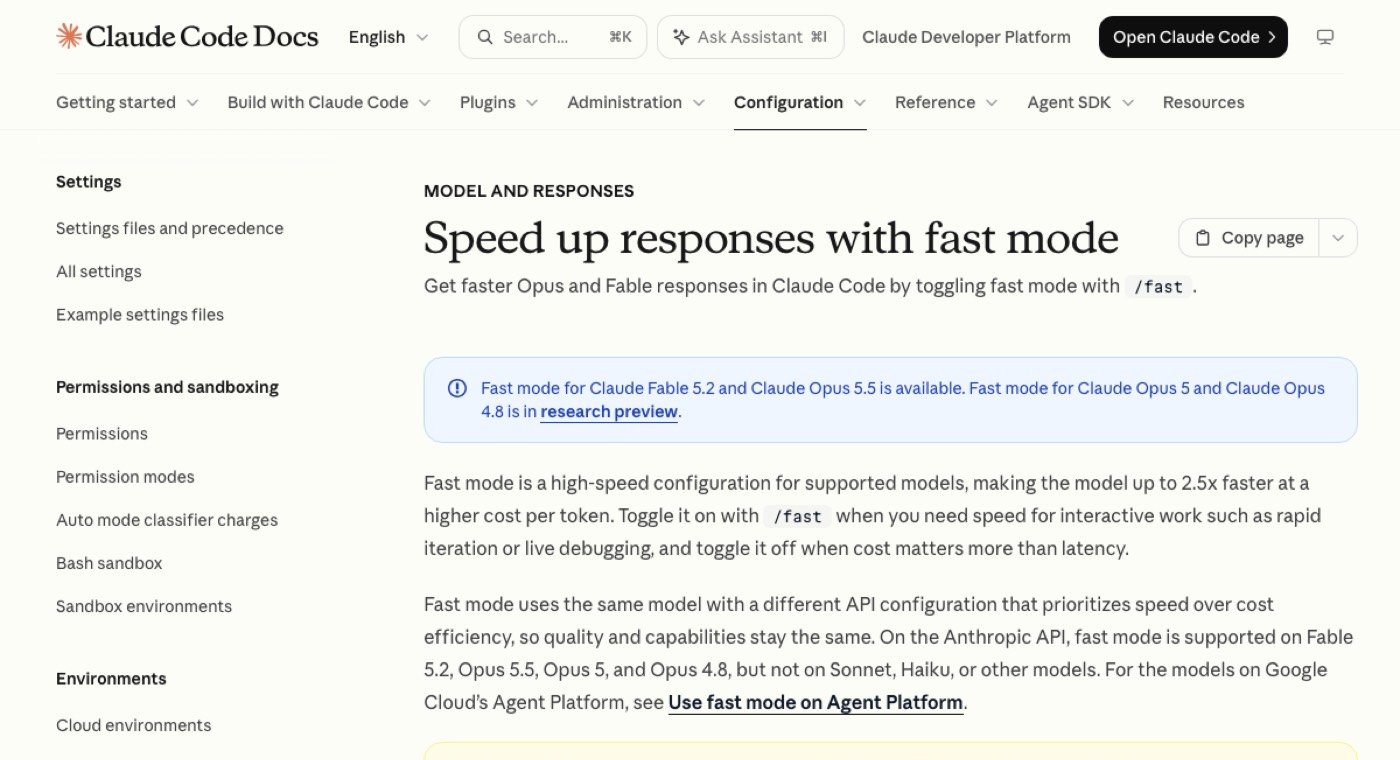 Claude Code Docs
English
Search...
⌘K
Ask Assistant
⌘I
Claude Developer Platform
Open Claude Code
Getting started
Build with Claude Code
Plugins
Administration
Configuration
Reference
Agent SDK
Resources
Settings
Settings files and precedence
All settings
Example settings files
Permissions and sandboxing
Permissions
Permission modes
Auto mode classifier charges
Bash sandbox
Sandbox environments
Environments
Cloud environments
MODEL AND RESPONSES
Speed up responses with fast mode
Copy page
Get faster Opus and Fable responses in Claude Code by toggling fast mode with /fast .
Fast mode for Claude Fable 5.2 and Claude Opus 5.5 is available. Fast mode for Claude Opus 5 and Claude Opus
4.8 is in research preview.
Fast mode is a high-speed configuration for supported models, making the model up to 2.5x faster at a
higher cost per token. Toggle it on with /fast when you need speed for interactive work such as rapid
iteration or live debugging, and toggle it off when cost matters more than latency.
Fast mode uses the same model with a different API configuration that prioritizes speed over cost
efficiency, so quality and capabilities stay the same. On the Anthropic API, fast mode is supported on Fable
5.2, Opus 5.5, Opus 5, and Opus 4.8, but not on Sonnet, Haiku, or other models. For the models on Google
Cloud’s Agent Platform, see Use fast mode on Agent Platform.